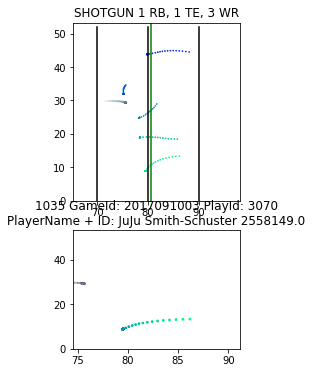 SHOTGUN 1 RB, 1 TE, 3 WR
50
40
30
20
10
0
70 80 90
1035 GameId: 2017091003 PlayId: 3070
PlayerName + ID: JuJu Smith-Schuster 2558149.0
40
20
0
75 80 85 90